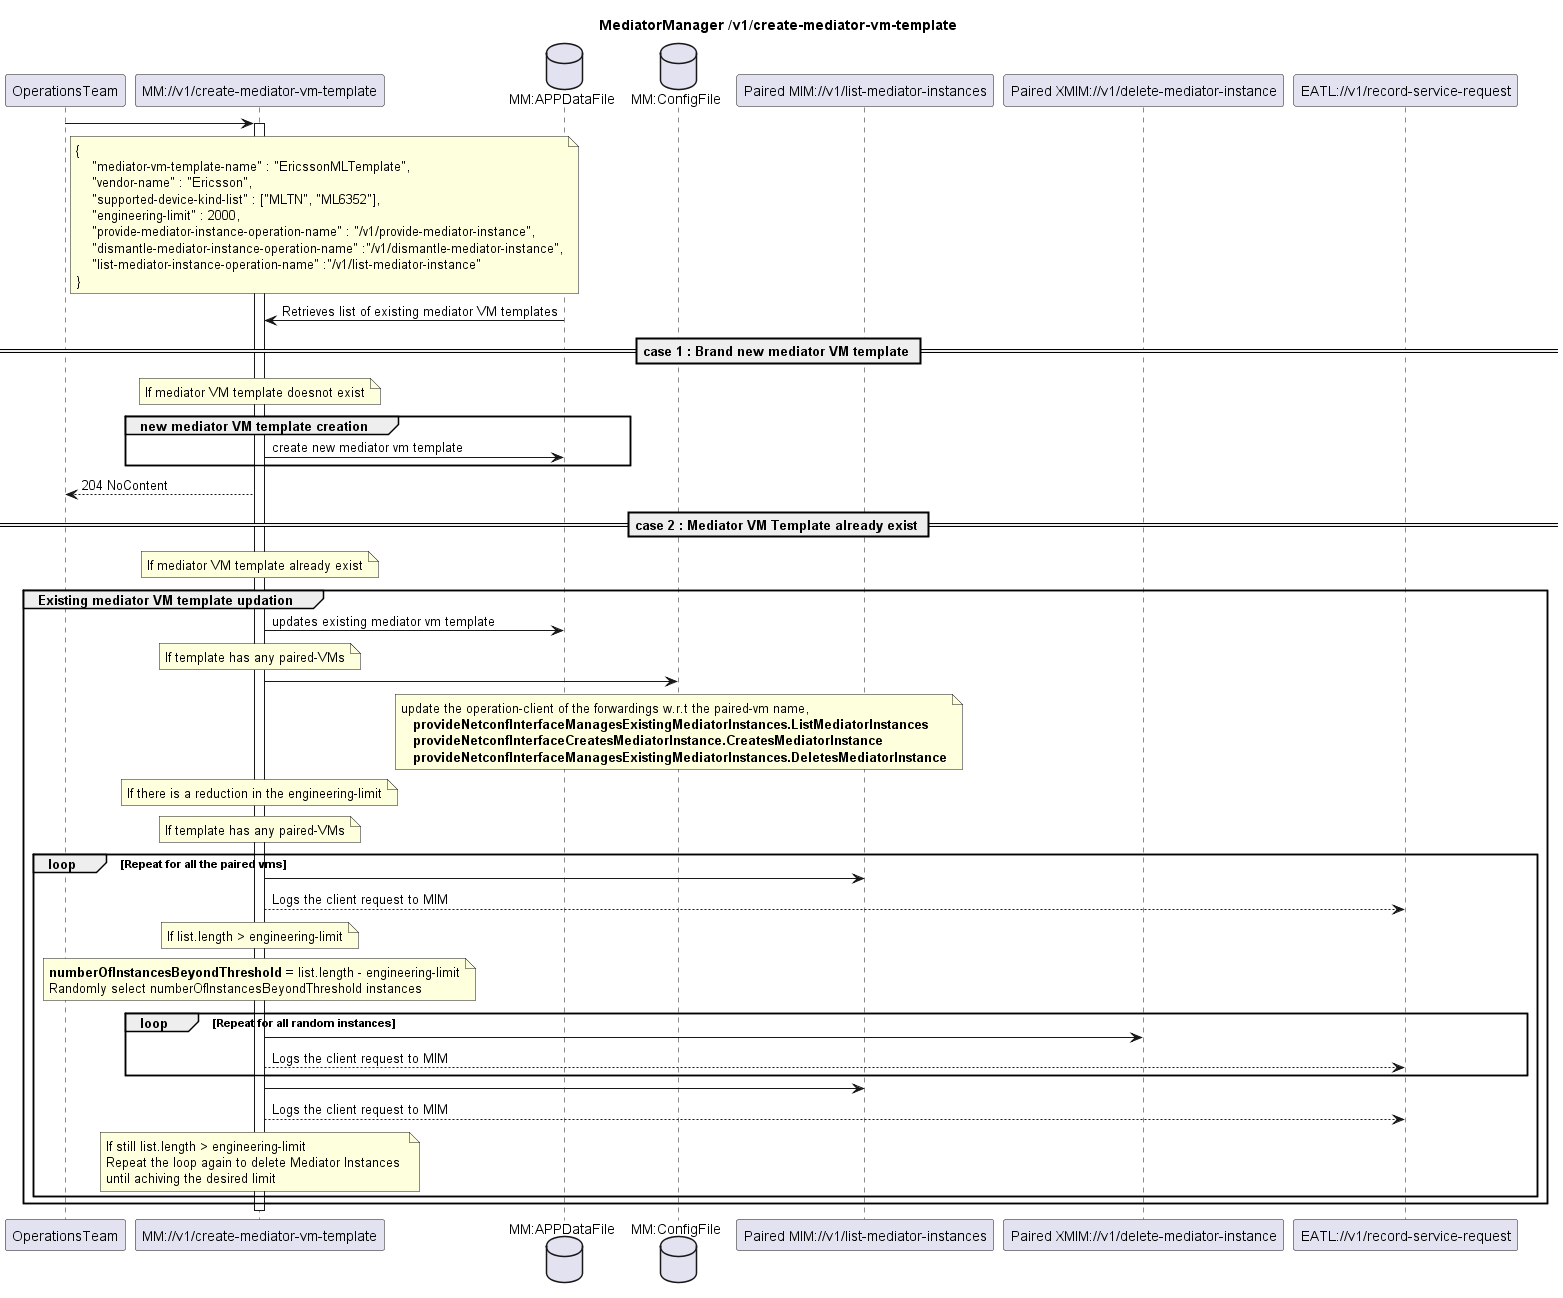 MediatorManager /v1/create-mediator-vm-template
OperationsTeam
MM://v1/create-mediator-vm-template
MM:APPDataFile
MM:ConfigFile
Paired MIM://v1/list-mediator-instances
Paired XMIM://v1/delete-mediator-instance
EATL://v1/record-service-request
{
"mediator-vm-template-name" : "EricssonMLTemplate",
"vendor-name" : "Ericsson",
"supported-device-kind-list" : ["MLTN", "ML6352"],
"engineering-limit" : 2000,
"provide-mediator-instance-operation-name" : "/v1/provide-mediator-instance",
"dismantle-mediator-instance-operation-name" :"/v1/dismantle-mediator-instance",
"list-mediator-instance-operation-name" :"/v1/list-mediator-instance"
}
Retrieves list of existing mediator VM templates
case 1 : Brand new mediator VM template
If mediator VM template doesnot exist
new mediator VM template creation
create new mediator vm template
204 NoContent
case 2 : Mediator VM Template already exist
If mediator VM template already exist
Existing mediator VM template updation
updates existing mediator vm template
If template has any paired-VMs
update the operation-client of the forwardings w.r.t the paired-vm name,
provideNetconfInterfaceManagesExistingMediatorInstances.ListMediatorInstances
provideNetconfInterfaceCreatesMediatorInstance.CreatesMediatorInstance
provideNetconfInterfaceManagesExistingMediatorInstances.DeletesMediatorInstance
If there is a reduction in the engineering-limit
If template has any paired-VMs
loop [Repeat for all the paired vms]
Logs the client request to MIM
If list.length > engineering-limit
numberOfInstancesBeyondThreshold = list.length - engineering-limit
Randomly select numberOfInstancesBeyondThreshold instances
loop [Repeat for all random instances]
Logs the client request to MIM
Logs the client request to MIM
If still list.length > engineering-limit
Repeat the loop again to delete Mediator Instances
until achiving the desired limit
OperationsTeam
MM://v1/create-mediator-vm-template
MM:APPDataFile
MM:ConfigFile
Paired MIM://v1/list-mediator-instances
Paired XMIM://v1/delete-mediator-instance
EATL://v1/record-service-request